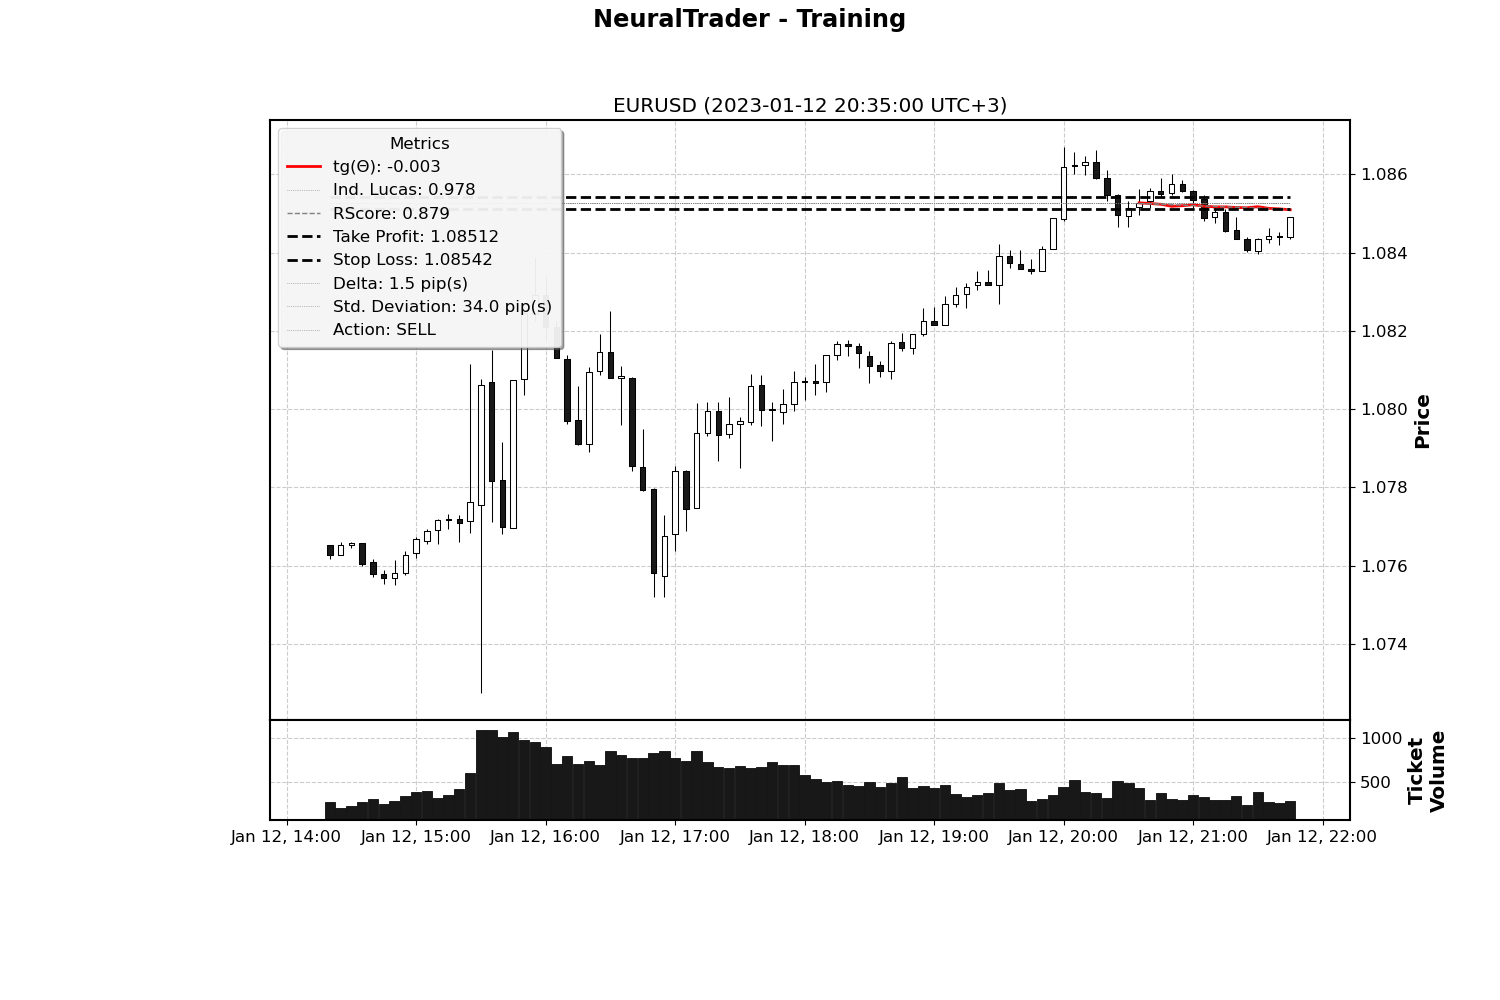 NeuralTrader - Training
EURUSD (2023-01-12 20:35:00 UTC+3)
Metrics
tg(Θ): -0.003
Ind. Lucas: 0.978
RScore: 0.879
Take Profit: 1.08512
Stop Loss: 1.08542
Delta: 1.5 pip(s)
Std. Deviation: 34.0 pip(s)
Action: SELL
1.086
1.084
1.082
1.080
1.078
1.076
1.074
Price
1000
500
Ticket
Volume
Jan 12, 14:00
Jan 12, 15:00
Jan 12, 16:00
Jan 12, 17:00
Jan 12, 18:00
Jan 12, 19:00
Jan 12, 20:00
Jan 12, 21:00
Jan 12, 22:00